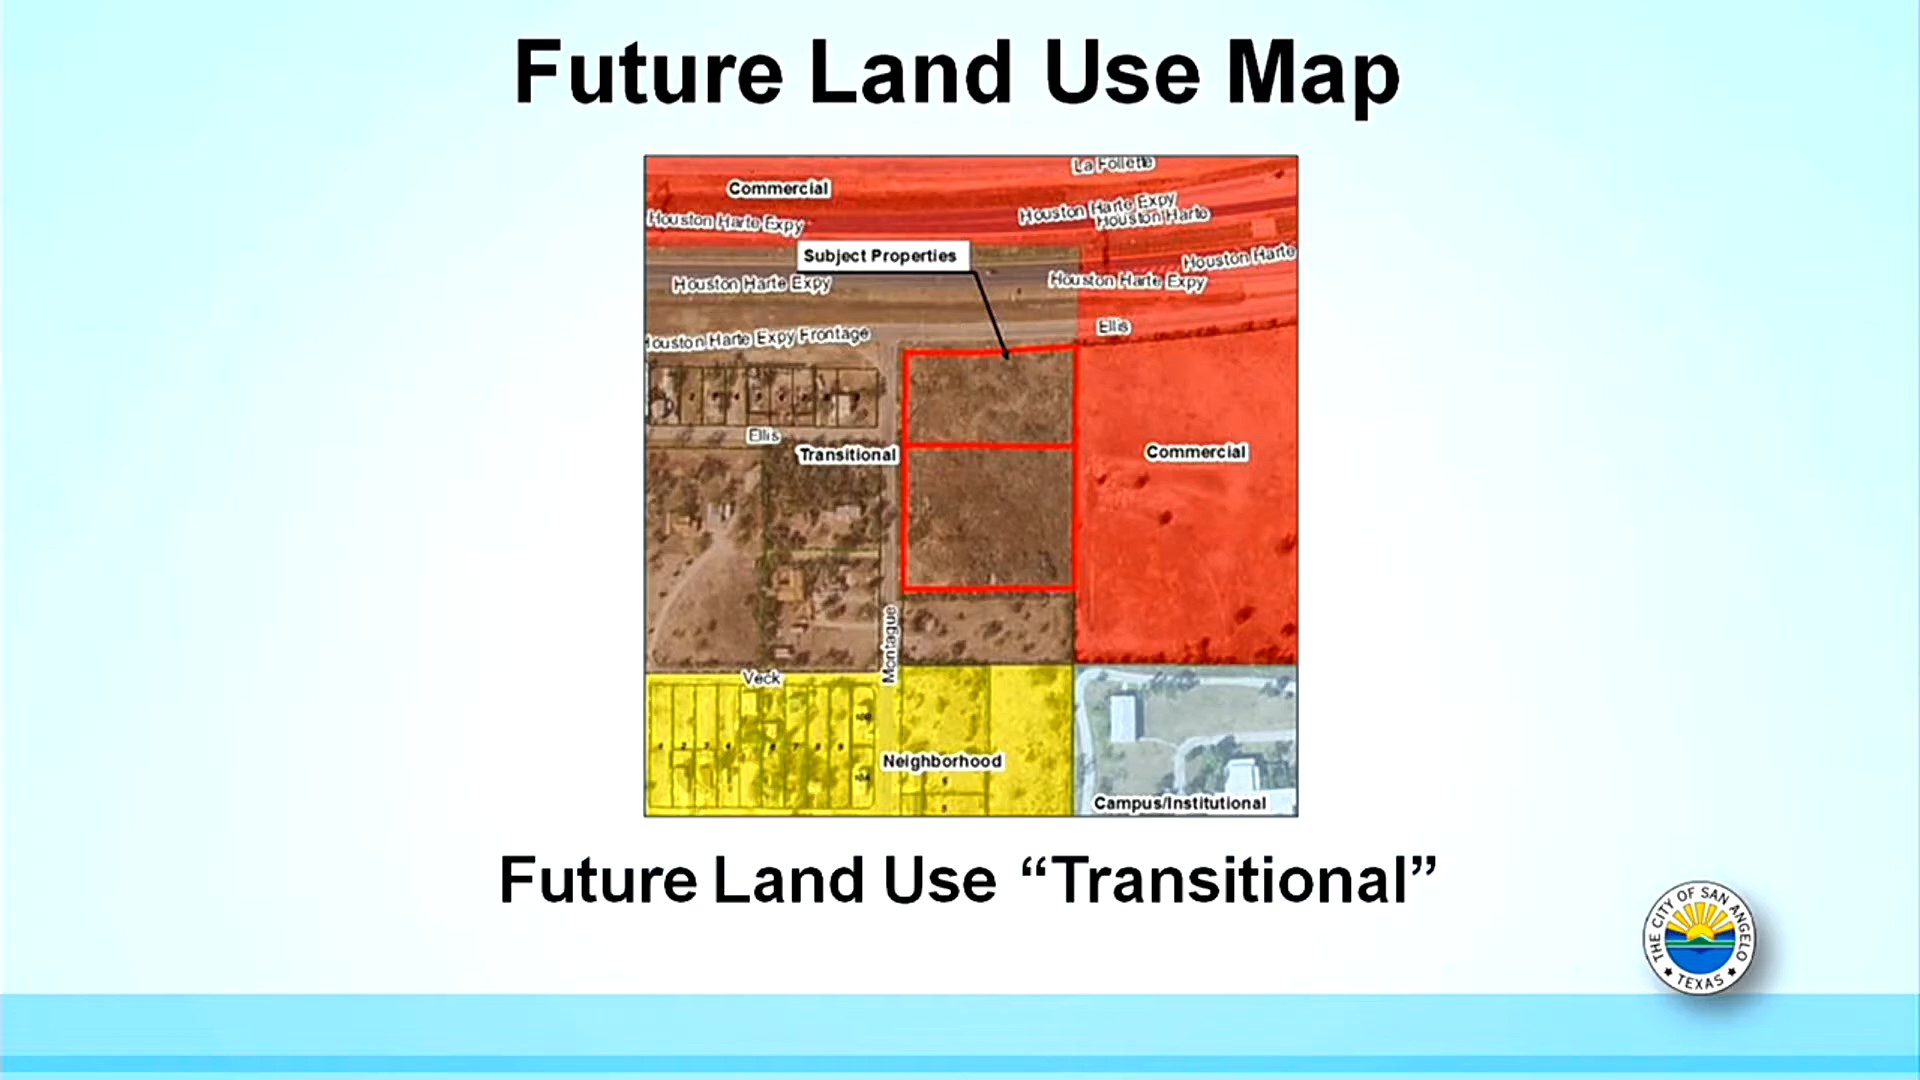 Future Land Use Map
La Follette
Commercial
Houston Harte Expy
Houston Harte Expy
Houston Harte
Subject Properties
Houston Harte
Houston Harte Expy
Houston Harte Expy
Ellis
Houston Harte Expy Frontage
Ellis
Transitional
Commercial
Montague
Veck
Neighborhood
Campus/Institutional
Future Land Use “Transitional”
THE CITY OF SAN ANGELO
TEXAS